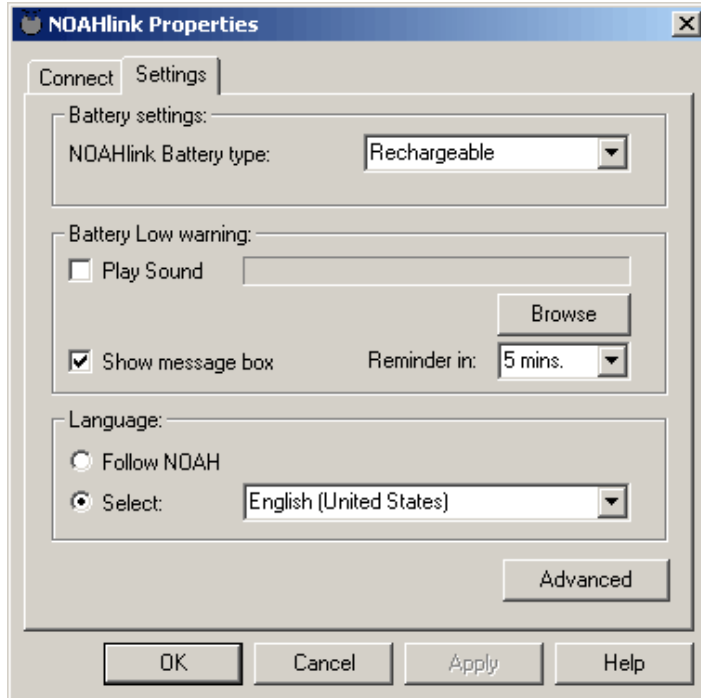 NOAHlink Properties
Connect Settings
Battery settings:
NOAHlink Battery type: Rechargeable
Battery Low warning:
Play Sound
Browse
Show message box Reminder in: 5 mins.
Language:
Follow NOAH
Select: English (United States)
Advanced
OK Cancel Apply Help